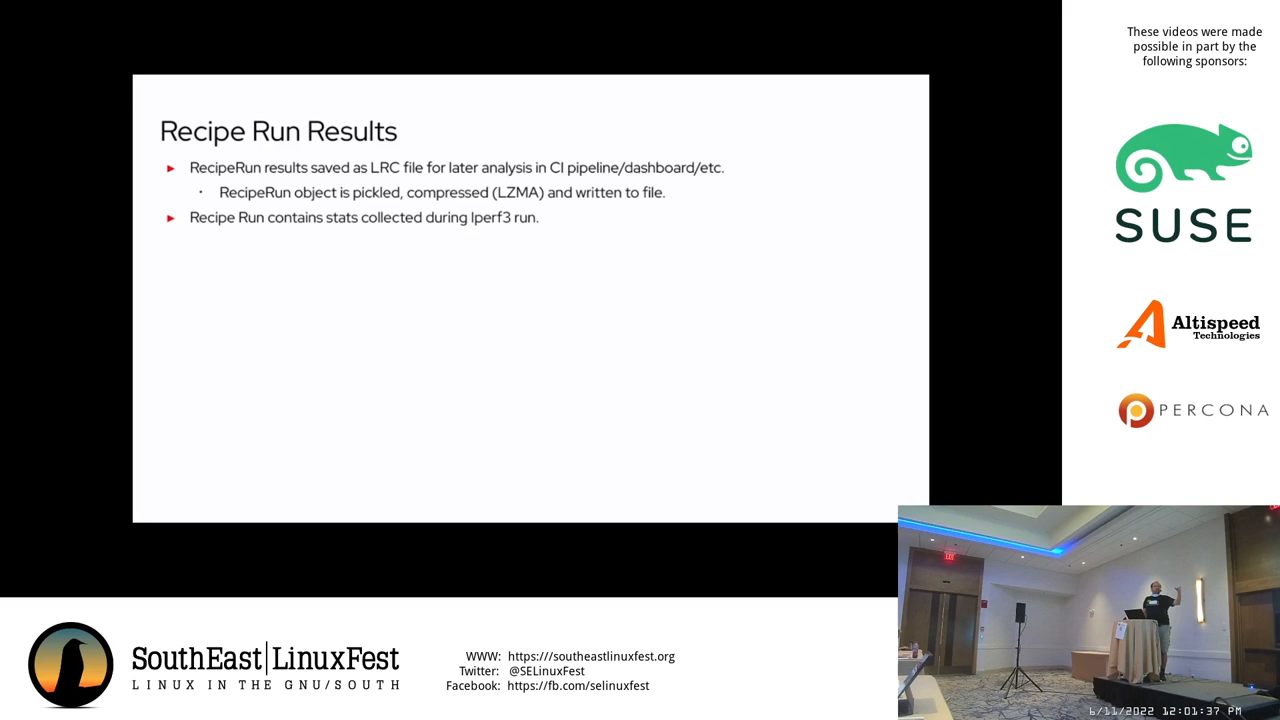 These videos were made
possible in part by the
following sponsors:
Recipe Run Results
► RecipeRun results saved as LRC file for later analysis in CI pipeline/dashboard/etc.
· RecipeRun object is pickled, compressed (LZMA) and written to file.
► Recipe Run contains stats collected during Iperf3 run.
SUSE
Altispeed
Technologies
PERCONA
EXIT
SouthEast|LinuxFest
LINUX IN THE GNU/SOUTH
WWW: https:///southeastlinuxfest.org
Twitter: @SELinuxFest
Facebook: https://fb.com/selinuxfest
6/11/2022 12:01:37 PM